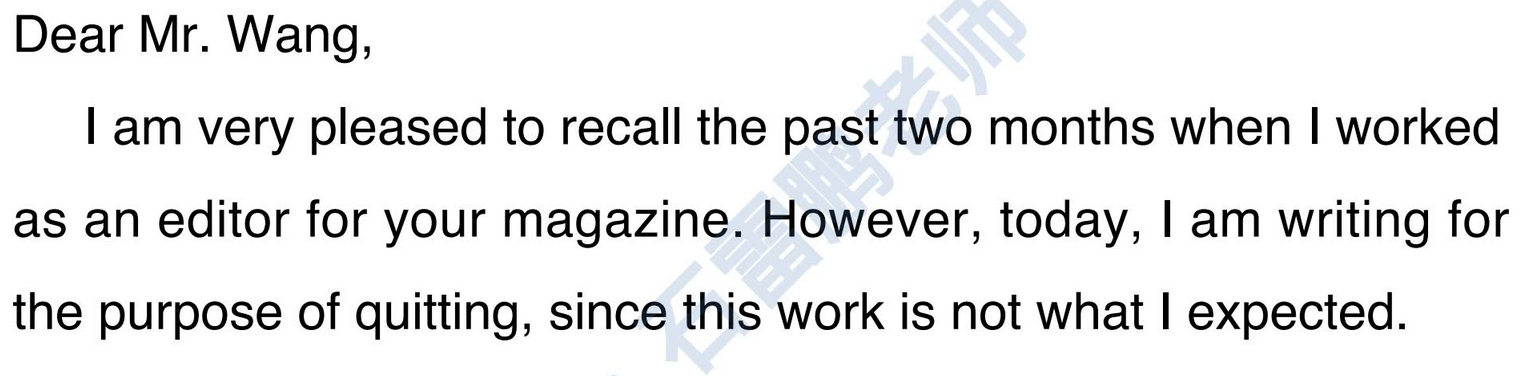 Dear Mr. Wang,
I am very pleased to recall the past two months when I worked
as an editor for your magazine. However, today, I am writing for
the purpose of quitting, since this work is not what I expected.
石雷鹏老师